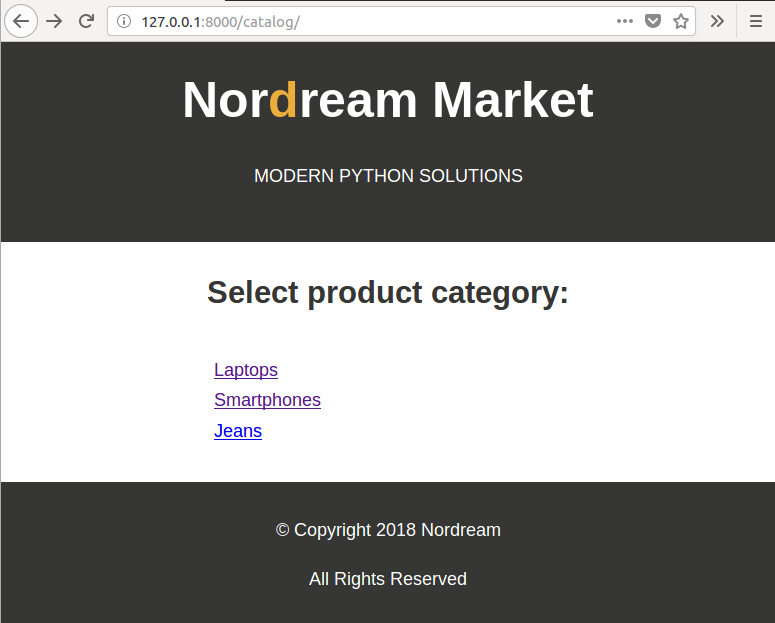 127.0.0.1:8000/catalog/
Nordream Market
MODERN PYTHON SOLUTIONS
Select product category:
Laptops
Smartphones
Jeans
© Copyright 2018 Nordream
All Rights Reserved